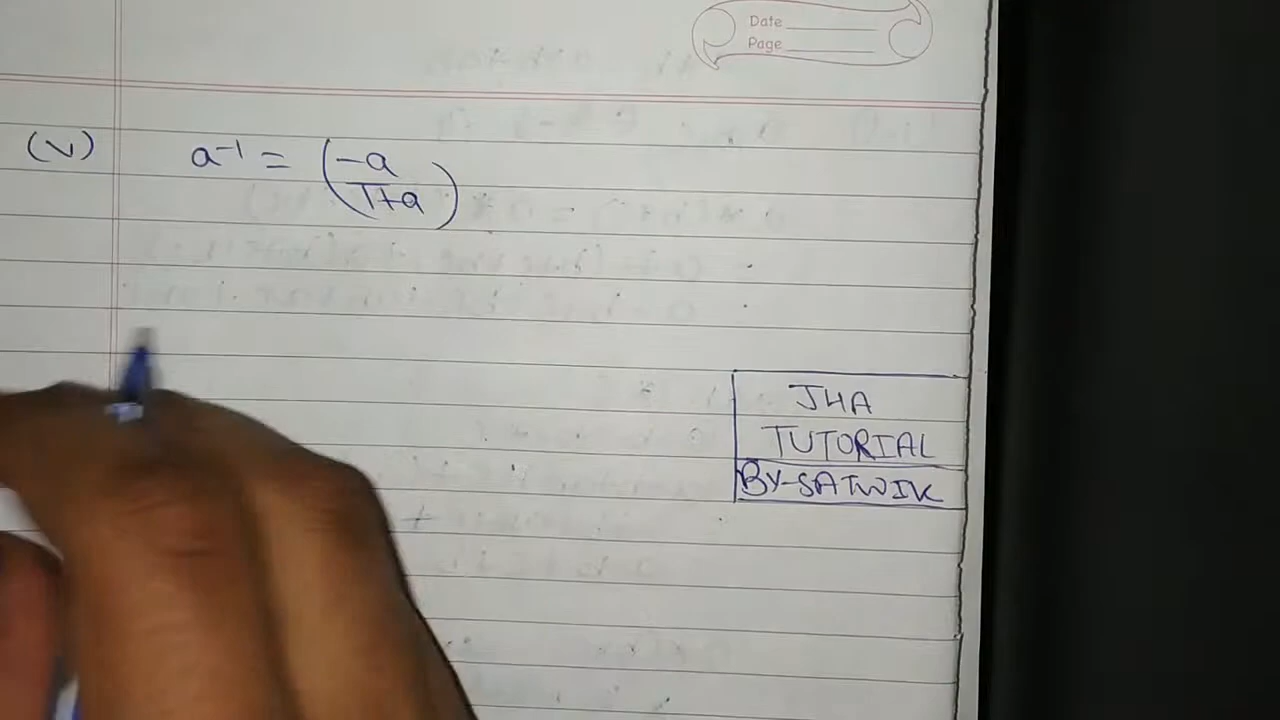 Date
Page
(V) a⁻¹ = (-a/1+a)
JHA
TUTORIAL
BY-SATWIK